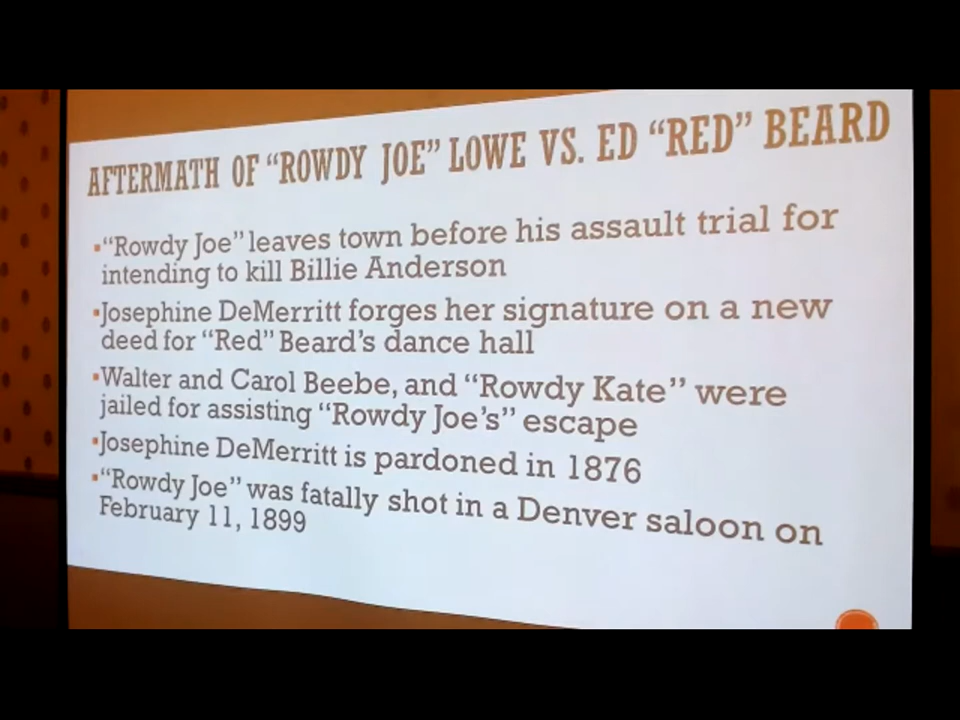 AFTERMATH OF “ROWDY JOE” LOWE VS. ED “RED” BEARD
▪“Rowdy Joe” leaves town before his assault trial for
intending to kill Billie Anderson
▪Josephine DeMerritt forges her signature on a new
deed for “Red” Beard’s dance hall
▪Walter and Carol Beebe, and “Rowdy Kate” were
jailed for assisting “Rowdy Joe’s” escape
▪Josephine DeMerritt is pardoned in 1876
▪“Rowdy Joe” was fatally shot in a Denver saloon on
February 11, 1899